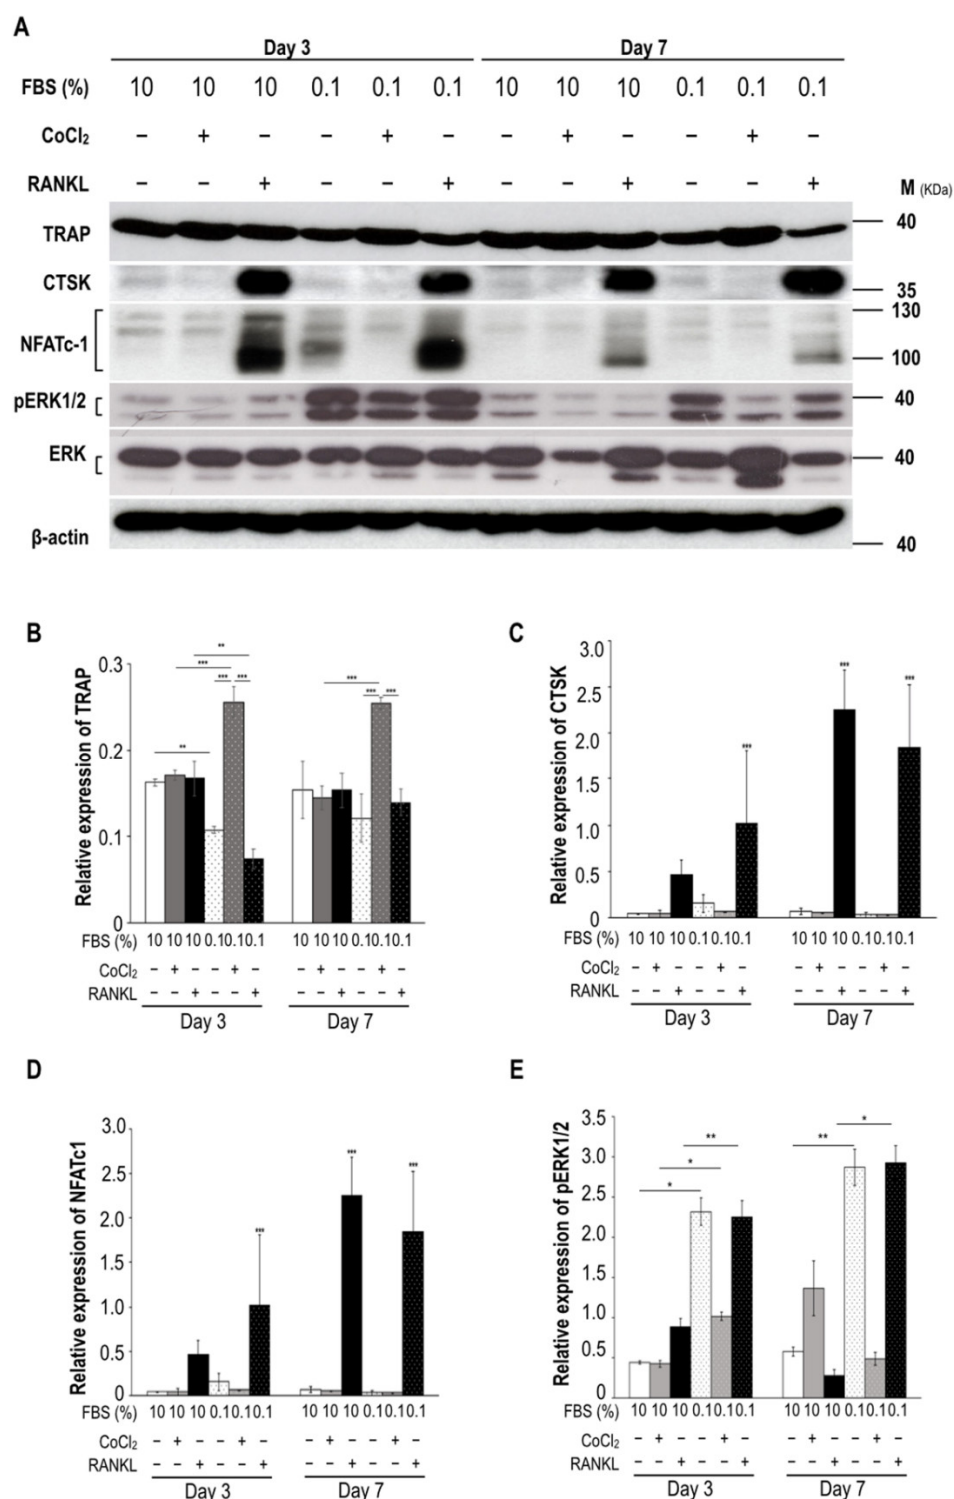 A
Day 3 Day 7
FBS (%) 10 10 10 0.1 0.1 0.1 10 10 10 0.1 0.1 0.1
CoCl₂ – + – – + – – + – – + –
RANKL – – + – – + – – + – – + M (KDa)
TRAP 40
CTSK 35
NFATc-1 130
100
pERK1/2 40
ERK 40
β-actin 40
B
Relative expression of TRAP
0.3
0.2
0.1
0
** *** *** *** ** *** *** ***
FBS (%) 10 10 10 0.1 0.1 0.1 10 10 10 0.1 0.1 0.1
CoCl₂ – + – – + – – + – – + –
RANKL – – + – – + – – + – – +
Day 3 Day 7
C
Relative expression of CTSK
3.0
2.5
2.0
1.5
1.0
0.5
0
*** *** ***
FBS (%) 10 10 10 0.1 0.1 0.1 10 10 10 0.1 0.1 0.1
CoCl₂ – + – – + – – + – – + –
RANKL – – + – – + – – + – – +
Day 3 Day 7
D
Relative expression of NFATc1
3.0
2.5
2.0
1.5
1.0
0.5
0
*** *** ***
FBS (%) 10 10 10 0.1 0.1 0.1 10 10 10 0.1 0.1 0.1
CoCl₂ – + – – + – – + – – + –
RANKL – – + – – + – – + – – +
Day 3 Day 7
E
Relative expression of pERK1/2
3.5
3.0
2.5
2.0
1.5
1.0
0.5
0
** * * ** *
FBS (%) 10 10 10 0.1 0.1 0.1 10 10 10 0.1 0.1 0.1
CoCl₂ – + – – + – – + – – + –
RANKL – – + – – + – – + – – +
Day 3 Day 7